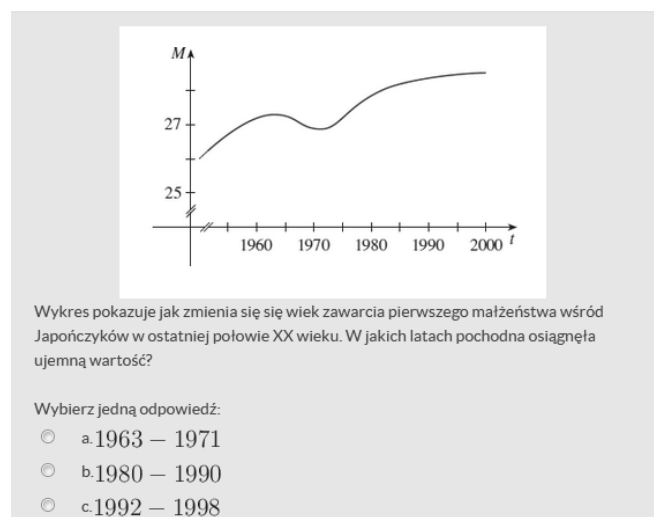 M
27
25
1960 1970 1980 1990 2000 t
Wykres pokazuje jak zmienia się się wiek zawarcia pierwszego małżeństwa wśród
Japończyków w ostatniej połowie XX wieku. W jakich latach pochodna osiągnęła
ujemną wartość?
Wybierz jedną odpowiedź:
a. 1963 – 1971
b. 1980 – 1990
c. 1992 – 1998